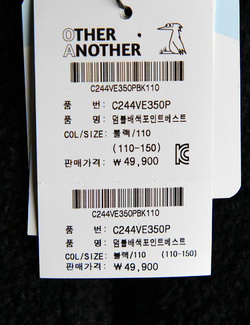 OTHER
ANOTHER
C244VE350PBK110
품 번: C244VE350P
품 명: 덤블배색포인트베스트
COL/SIZE: 블랙/110
(110-150)
판매가격: ₩ 49,900
C244VE350PBK110
품 번: C244VE350P
품 명: 덤블배색포인트베스트
COL/SIZE: 블랙/110 (110-150)
판매가격: ₩ 49,900